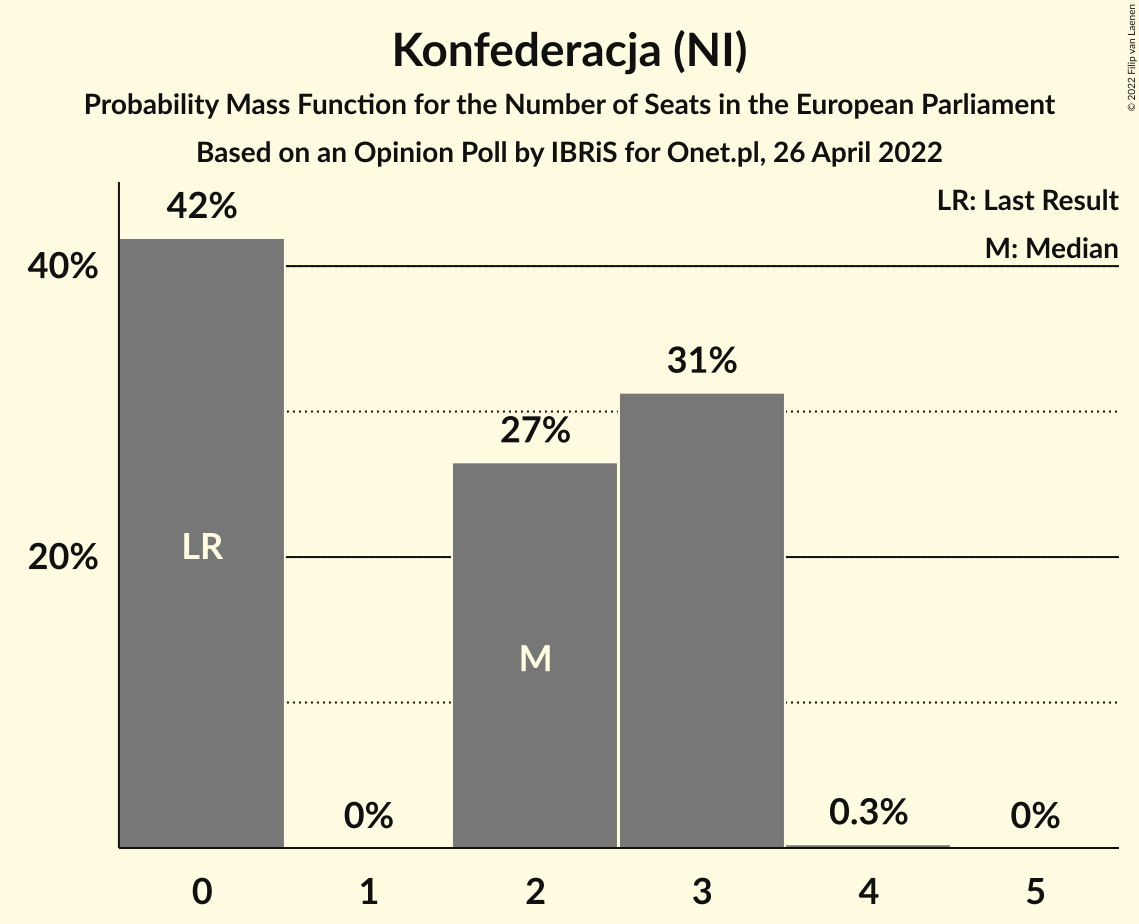 Konfederacja (NI)
Probability Mass Function for the Number of Seats in the European Parliament
Based on an Opinion Poll by IBRiS for Onet.pl, 26 April 2022
© 2022 Filip van Laenen
LR: Last Result
M: Median
42%
40%
31%
27%
LR
20%
M
0%
0.3%
0%
0
1
2
3
4
5